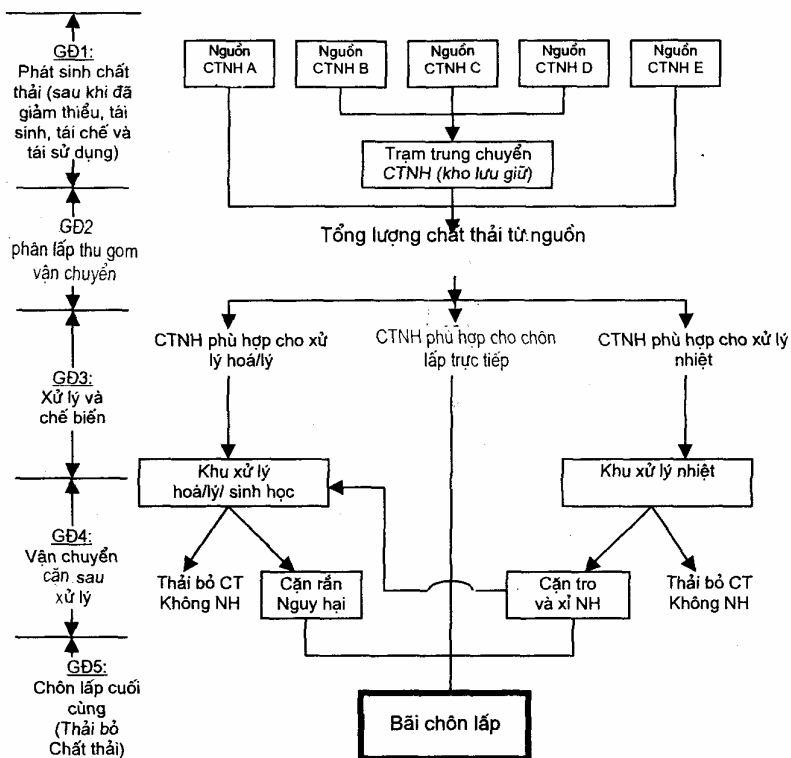 GĐ1:
Phát sinh chất
thải (sau khi đã
giảm thiểu, tái
sinh, tái chế và
tái sử dụng)
Nguồn
CTNH A
Nguồn
CTNH B
Nguồn
CTNH C
Nguồn
CTNH D
Nguồn
CTNH E
Trạm trung chuyển
CTNH (kho lưu giữ)
GĐ2
phân lấp thu gom
vận chuyển
Tổng lượng chất thải từ nguồn
GĐ3:
Xử lý và
chế biến
CTNH phù hợp cho xử
lý hoá/lý
CTNH phù hợp cho chôn
lấp trực tiếp
CTNH phù hợp cho xử lý
nhiệt
Khu xử lý
hoà/lý/ sinh học
Khu xử lý nhiệt
GĐ4:
Vận chuyển
cặn sau
xử lý
Thải bỏ CT
Không NH
Cặn rắn
Nguy hại
Cặn tro
và xỉ NH
Thải bỏ CT
Không NH
GĐ5:
Chôn lấp cuối
cùng
(Thải bỏ
Chất thải)
Bãi chôn lấp